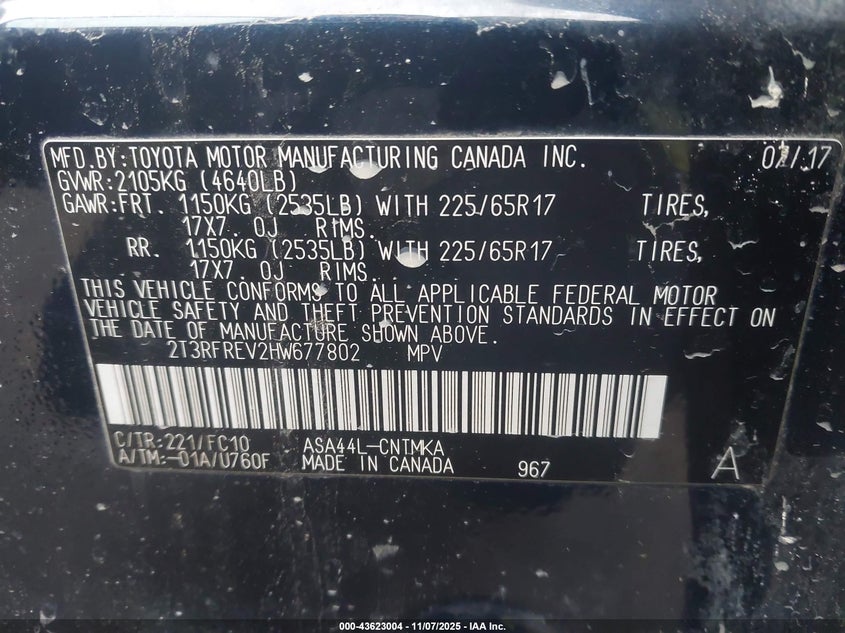 MFD.BY:TOYOTA MOTOR MANUFACTURING CANADA INC. 02/17
GVWR:2105KG (4640LB)
GAWR:FRT. 1150KG (2535LB) WITH 225/65R17 TIRES,
17X7.0J RIMS.
RR. 1150KG (2535LB) WITH 225/65R17 TIRES,
17X7.0J RIMS.
THIS VEHICLE CONFORMS TO ALL APPLICABLE FEDERAL MOTOR
VEHICLE SAFETY AND THEFT PREVENTION STANDARDS IN EFFECT ON
THE DATE OF MANUFACTURE SHOWN ABOVE.
2T3RFREV2HW677802 MPV
C/TR:221/FC10 ASA44L-CNTMKA
A/TM:-01A/U760F MADE IN CANADA 967 A
000-43623004 11/07/2025 IAA Inc.